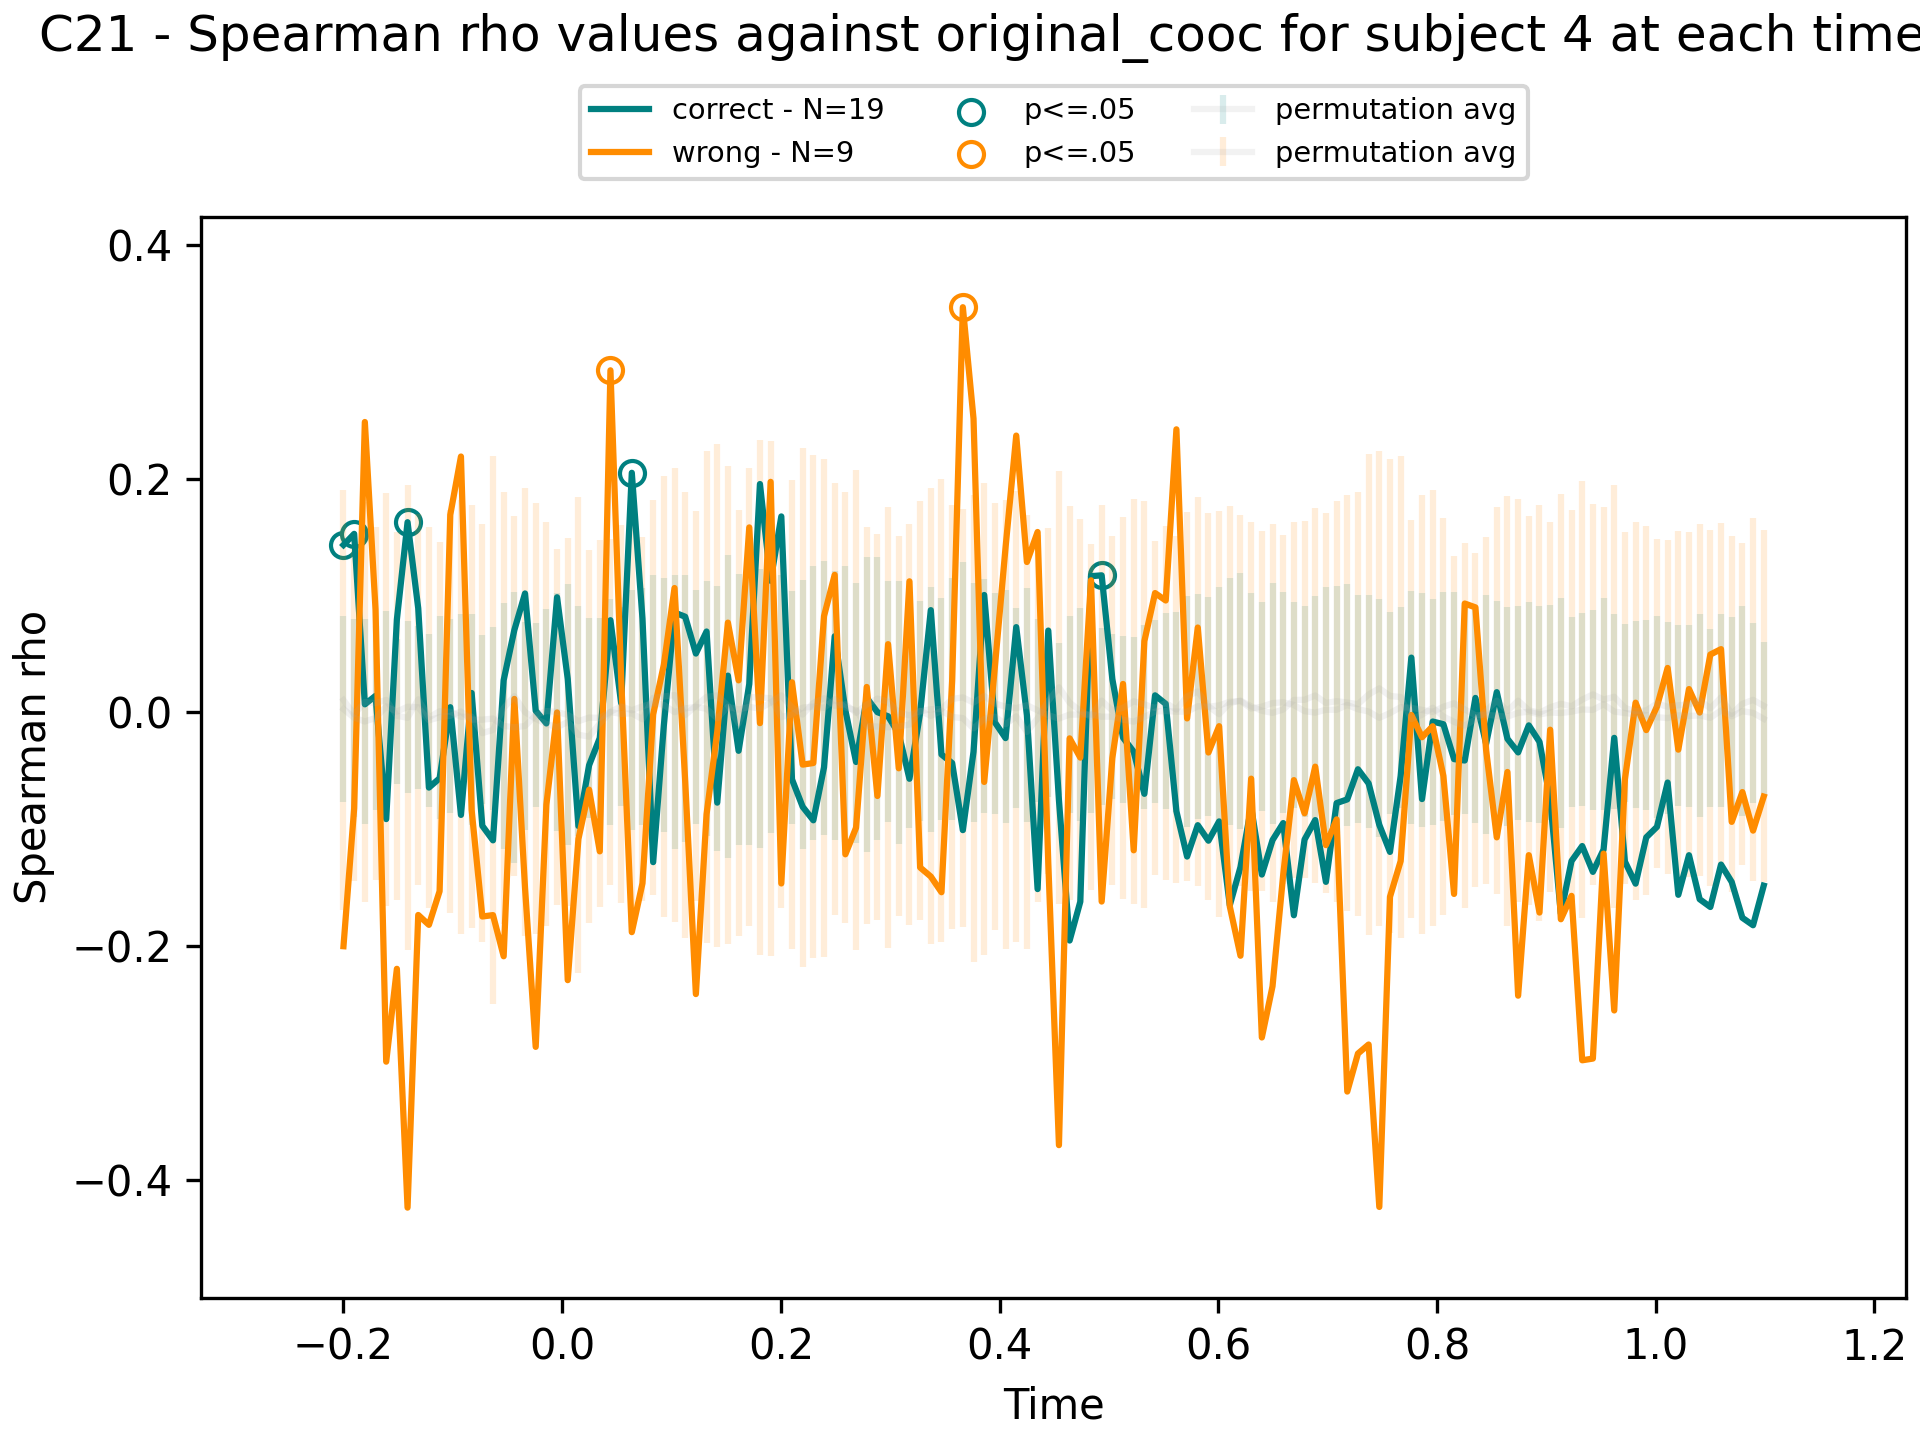 C21 - Spearman rho values against original_cooc for subject 4 at each time
correct - N=19
wrong - N=9
p<=.05
p<=.05
permutation avg
permutation avg
0.4
0.2
0.0
−0.2
−0.4
Spearman rho
−0.2 0.0 0.2 0.4 0.6 0.8 1.0 1.2
Time